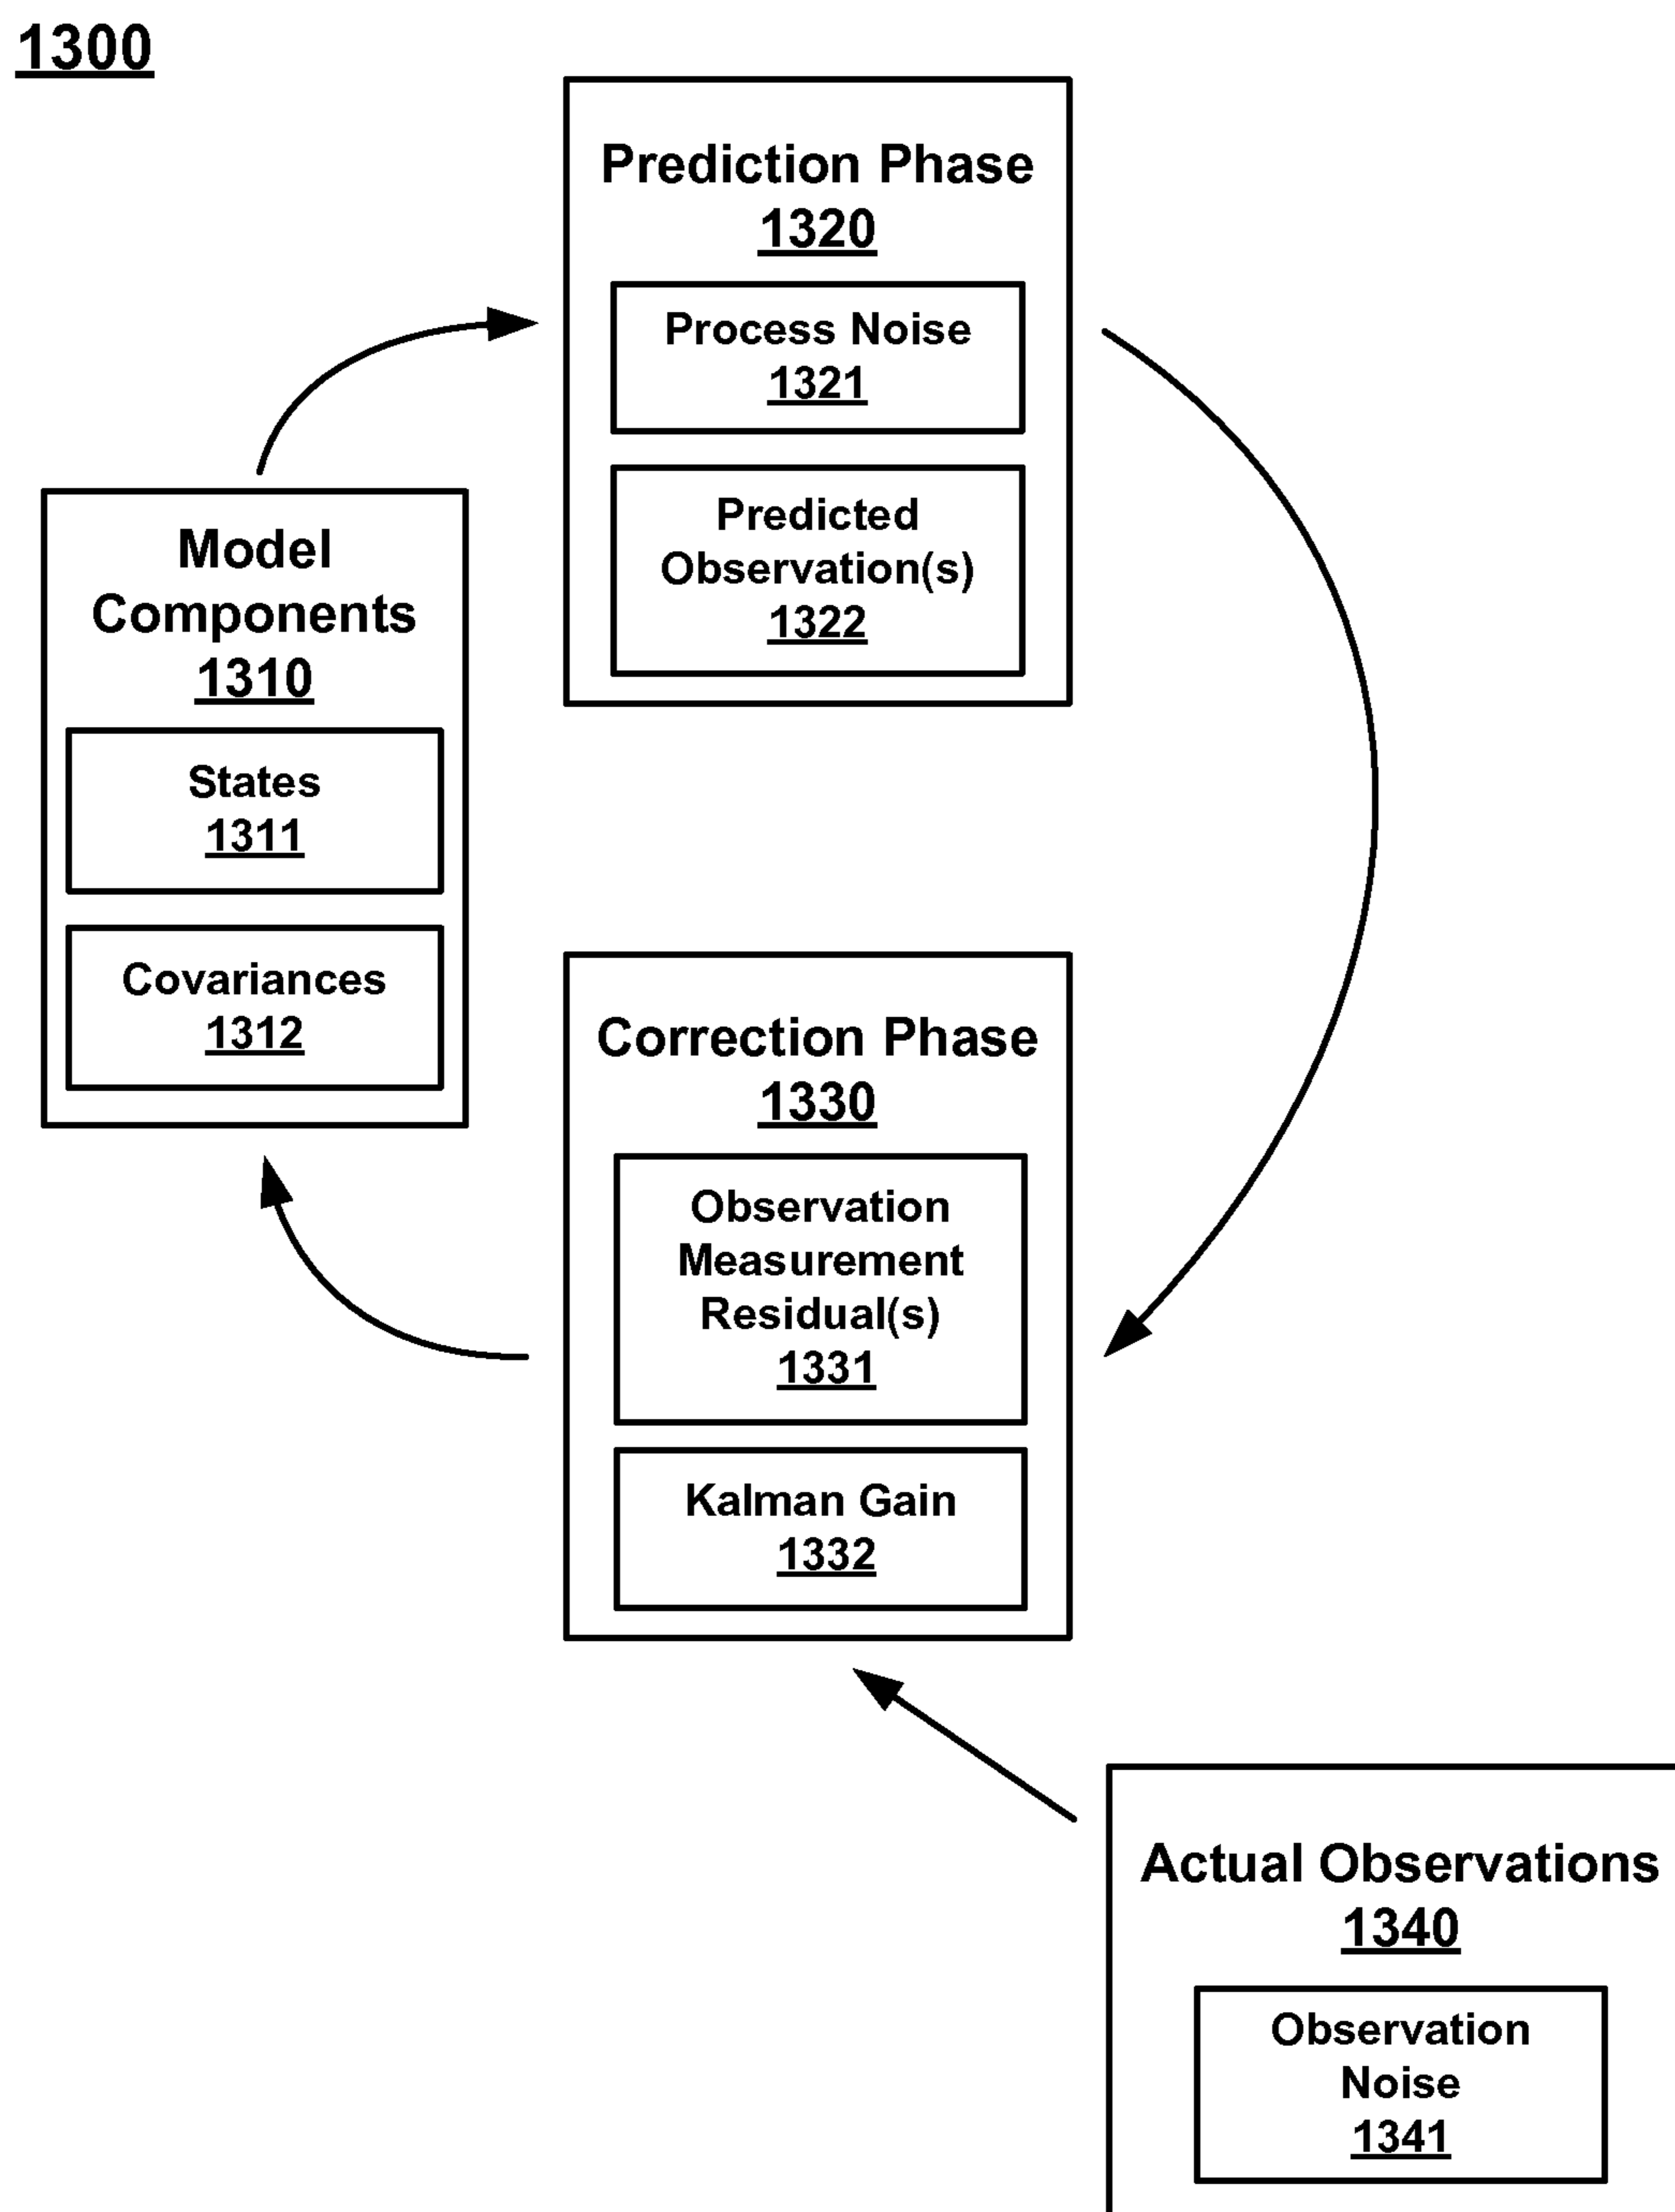 1300
Prediction Phase
1320
Process Noise
1321
Predicted
Observation(s)
1322
Model
Components
1310
States
1311
Covariances
1312
Correction Phase
1330
Observation
Measurement
Residual(s)
1331
Kalman Gain
1332
Actual Observations
1340
Observation
Noise
1341